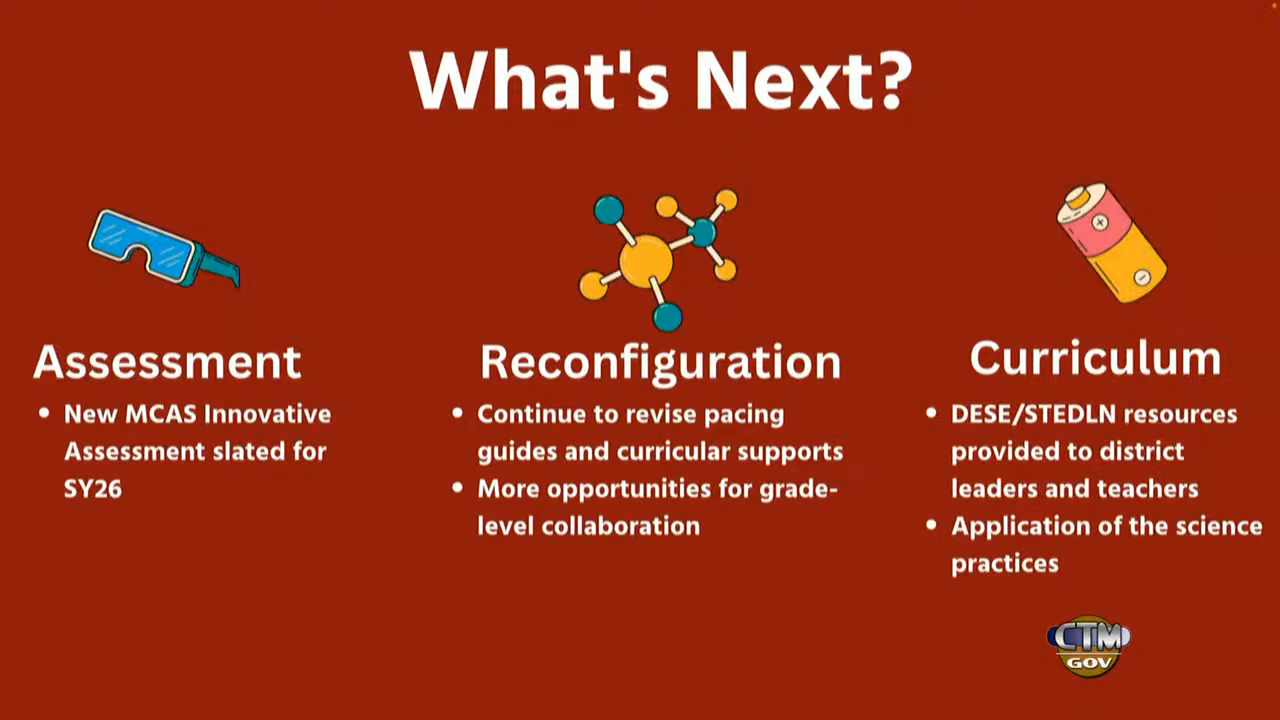 What's Next?
Assessment
• New MCAS Innovative
Assessment slated for
SY26
Reconfiguration
• Continue to revise pacing
guides and curricular supports
• More opportunities for grade-
level collaboration
Curriculum
• DESE/STEDLN resources
provided to district
leaders and teachers
• Application of the science
practices
CTM
GOV